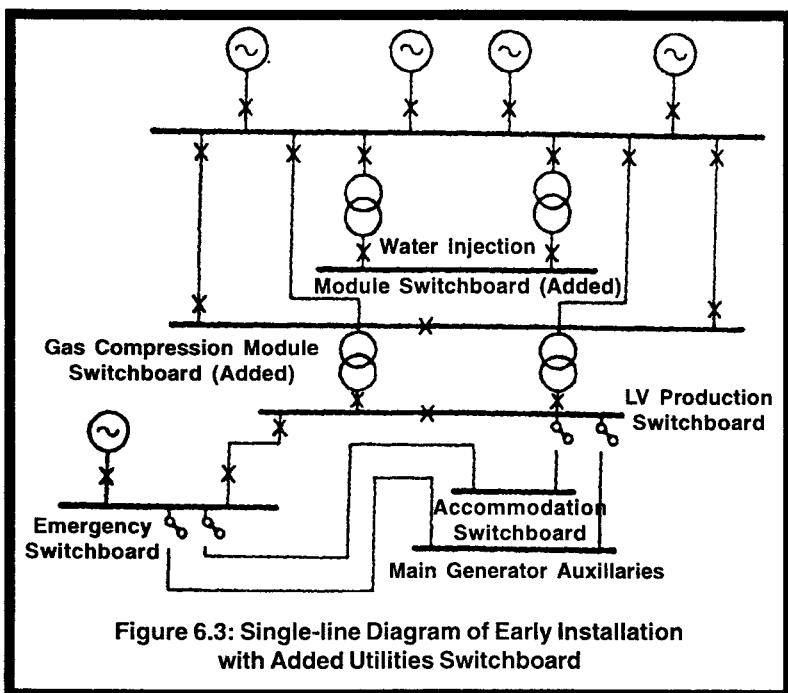 Water Injection
Module Switchboard (Added)
Gas Compression Module
Switchboard (Added)
LV Production
Switchboard
Emergency
Switchboard
Accommodation
Switchboard
Main Generator Auxillaries
Figure 6.3: Single-line Diagram of Early Installation
with Added Utilities Switchboard